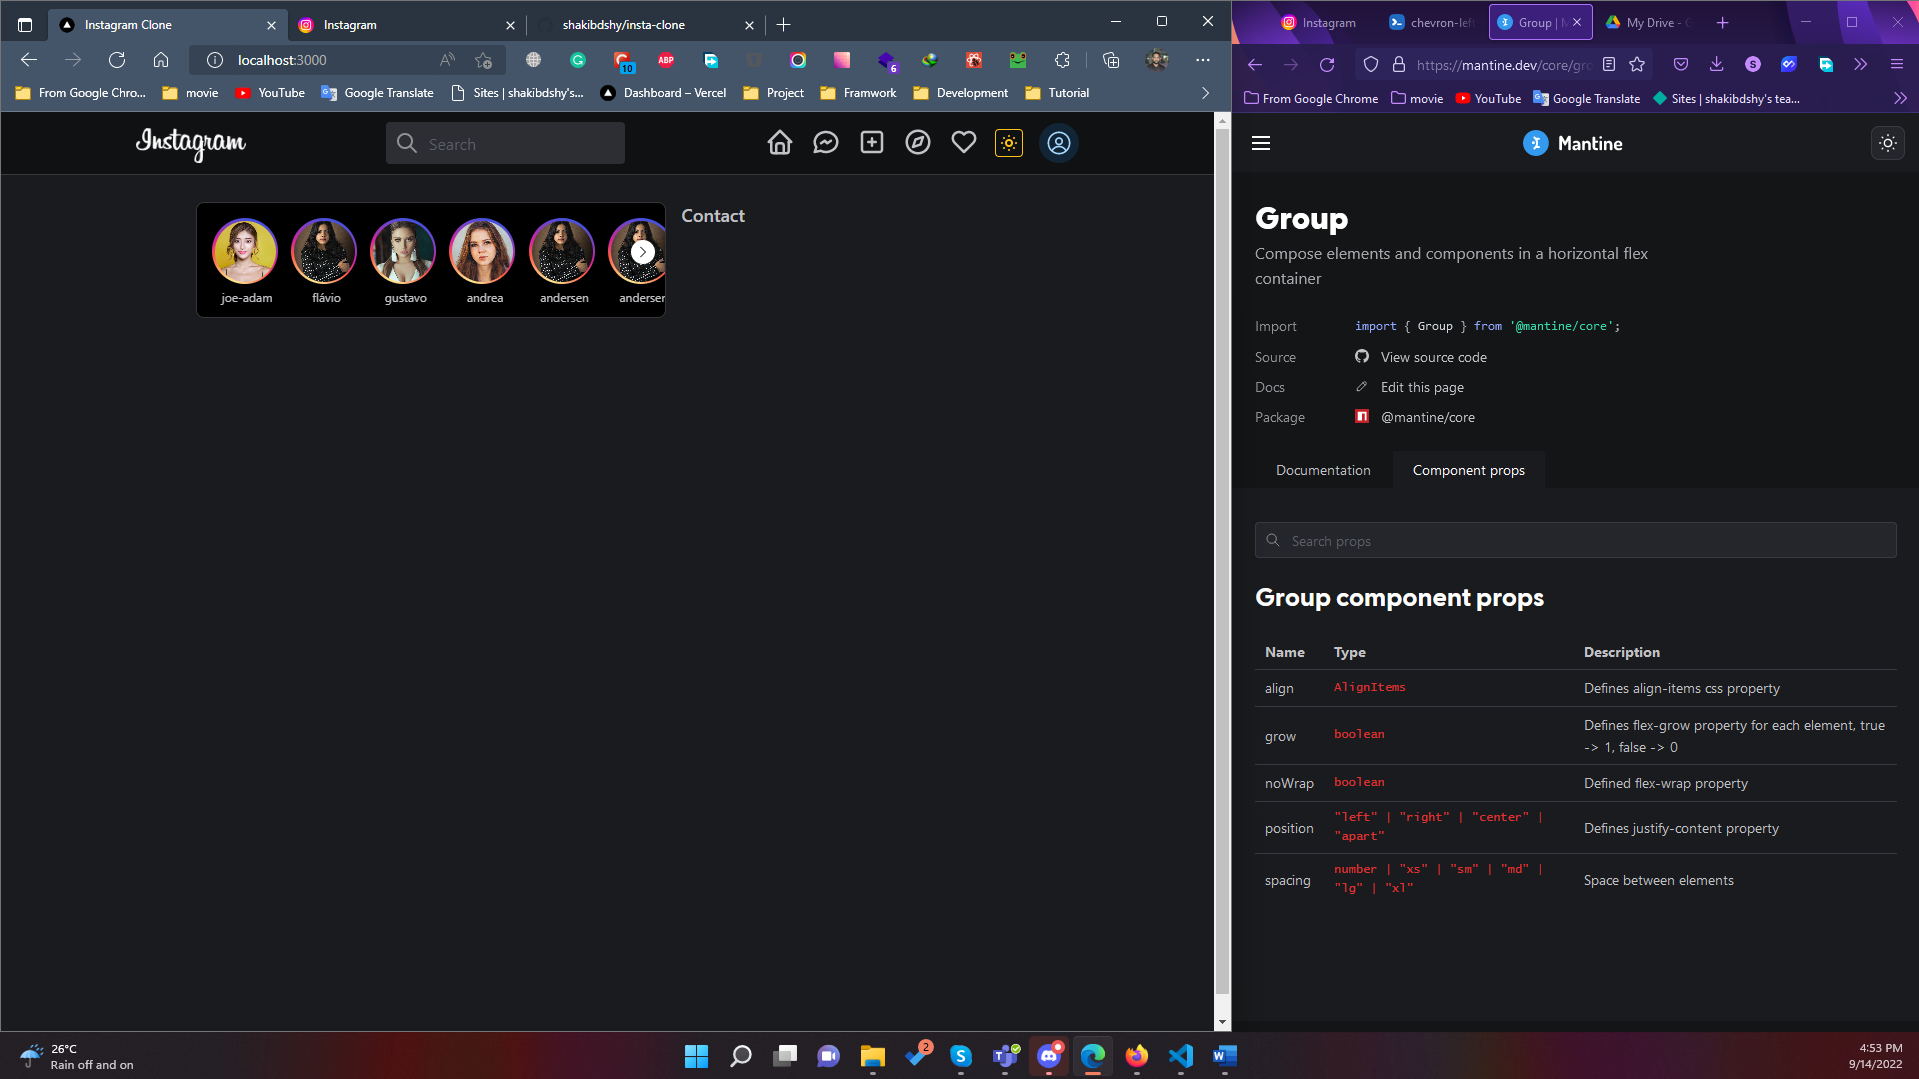 Instagram Clone
Instagram
shakibdshy/insta-clone
localhost:3000
10
ABP
6
From Google Chro...
movie
YouTube
Google Translate
Sites | shakibdshy's...
Dashboard – Vercel
Project
Framwork
Development
Tutorial
Instagram
Search
joe-adam
flávio
gustavo
andrea
andersen
andersen
Contact
Instagram
chevron-left
Group | M
My Drive - G
https://mantine.dev/core/gro
S
From Google Chrome
movie
YouTube
Google Translate
Sites | shakibdshy's tea...
Mantine
Group
Compose elements and components in a horizontal flex
container
Import
import { Group } from '@mantine/core';
Source
View source code
Docs
Edit this page
Package
@mantine/core
Documentation
Component props
Search props
Group component props
Name Type Description
align AlignItems Defines align-items css property
grow boolean Defines flex-grow property for each element, true
-> 1, false -> 0
noWrap boolean Defined flex-wrap property
position "left" | "right" | "center" |
"apart" Defines justify-content property
spacing number | "xs" | "sm" | "md" |
"lg" | "xl" Space between elements
26°C
Rain off and on
2
4:53 PM
9/14/2022